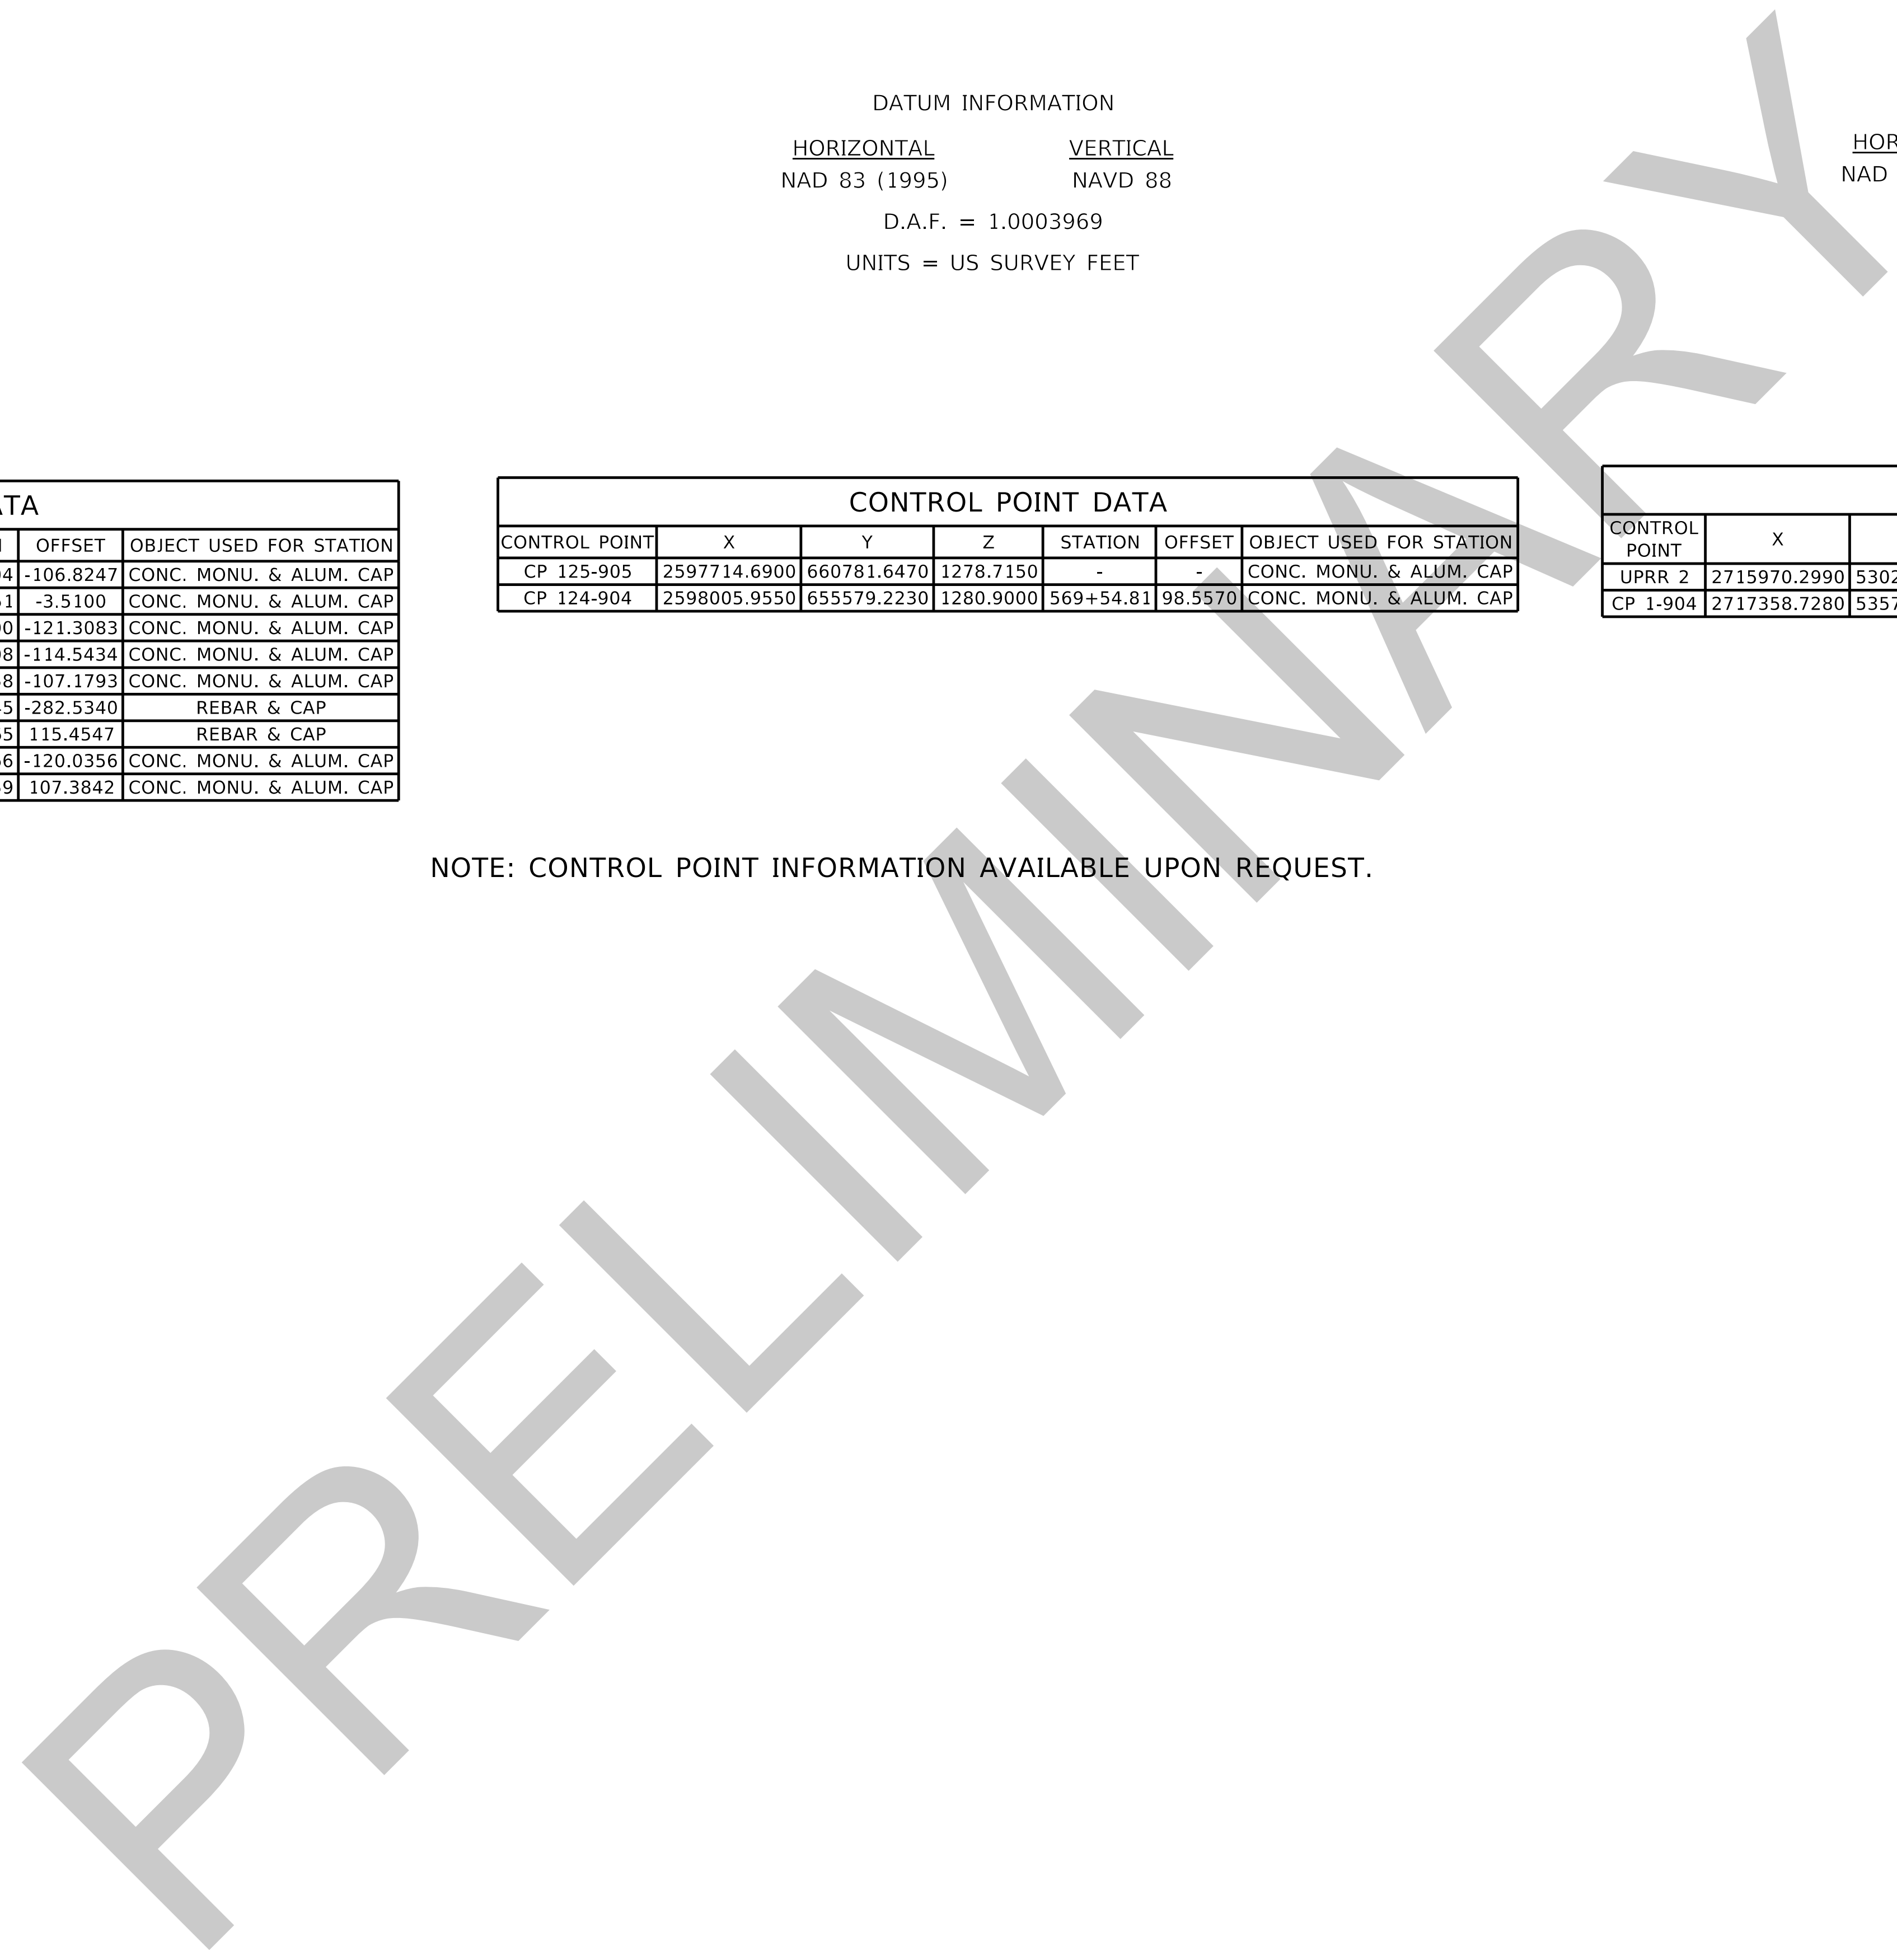 DATUM INFORMATION
HORIZONTAL VERTICAL
NAD 83 (1995) NAVD 88
D.A.F. = 1.0003969
UNITS = US SURVEY FEET
NAD
OFFSET OBJECT USED FOR STATION
-106.8247 CONC. MONU. & ALUM. CAP
-3.5100 CONC. MONU. & ALUM. CAP
-121.3083 CONC. MONU. & ALUM. CAP
-114.5434 CONC. MONU. & ALUM. CAP
-107.1793 CONC. MONU. & ALUM. CAP
-282.5340 REBAR & CAP
115.4547 REBAR & CAP
-120.0356 CONC. MONU. & ALUM. CAP
107.3842 CONC. MONU. & ALUM. CAP
CONTROL POINT DATA
CONTROL POINT X Y Z STATION OFFSET OBJECT USED FOR STATION
CP 125-905 2597714.6900 660781.6470 1278.7150 - - CONC. MONU. & ALUM. CAP
CP 124-904 2598005.9550 655579.2230 1280.9000 569+54.81 98.5570 CONC. MONU. & ALUM. CAP
CONTROL POINT X
UPRR 2 2715970.2990
CP 1-904 2717358.7280
NOTE: CONTROL POINT INFORMATION AVAILABLE UPON REQUEST.
PRELIMINARY